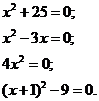 x² + 25 = 0;
x² − 3x = 0;
4x² = 0;
(x + 1)² − 9 = 0.